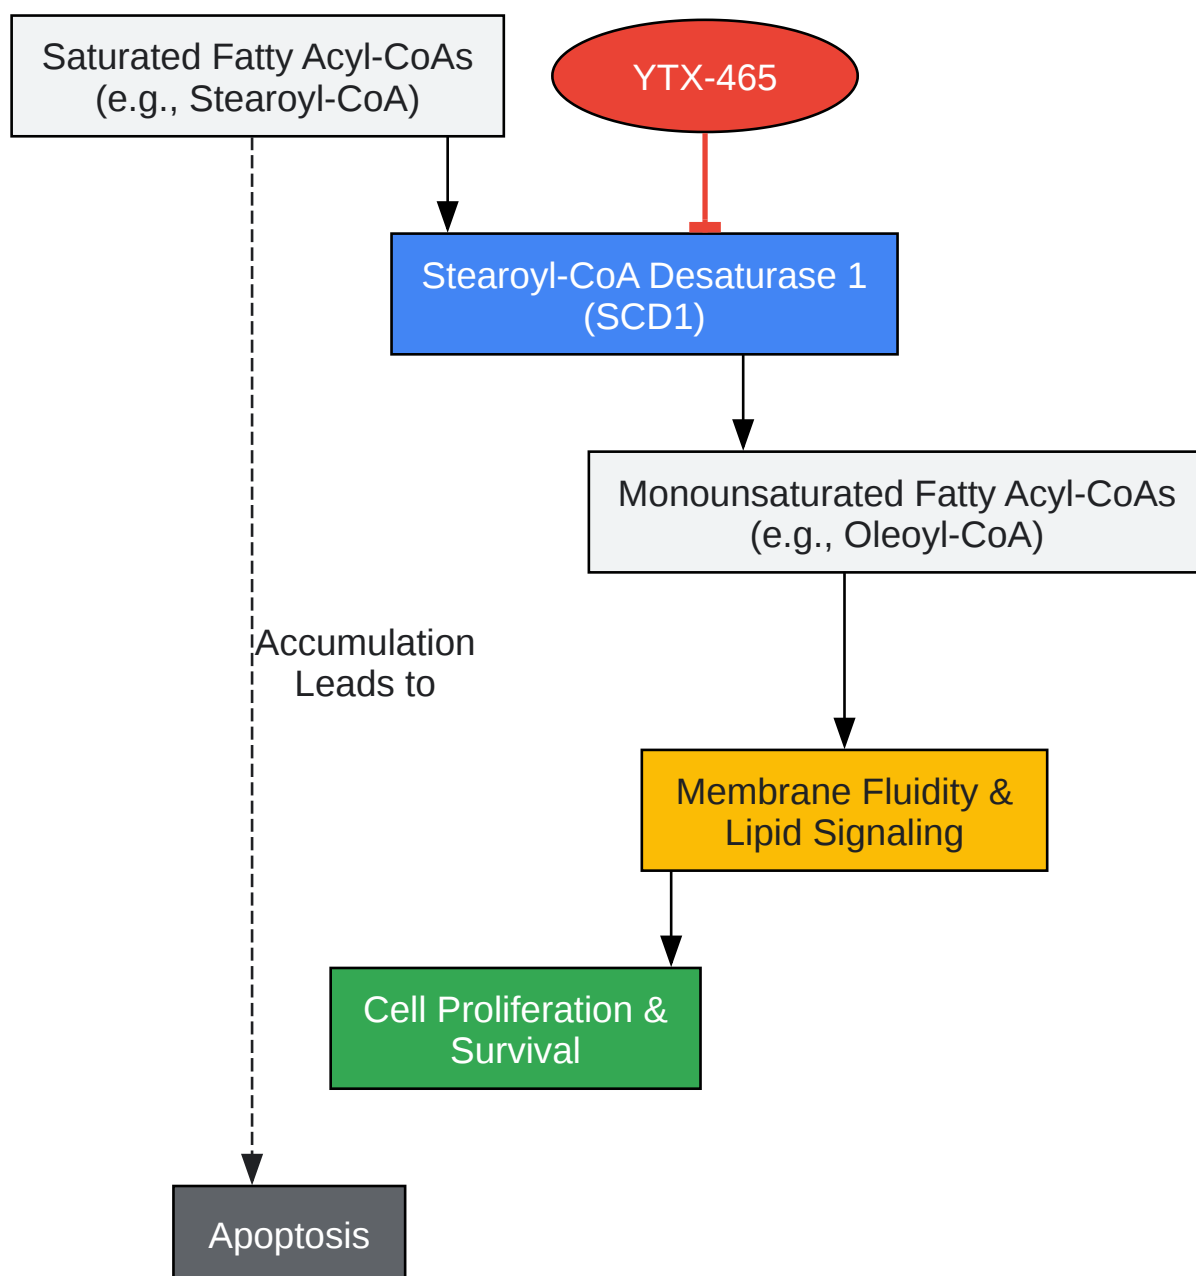 Saturated Fatty Acyl-CoAs
(e.g., Stearoyl-CoA)
YTX-465
Stearoyl-CoA Desaturase 1
(SCD1)
Monounsaturated Fatty Acyl-CoAs
(e.g., Oleoyl-CoA)
Accumulation
Leads to
Membrane Fluidity &
Lipid Signaling
Cell Proliferation &
Survival
Apoptosis